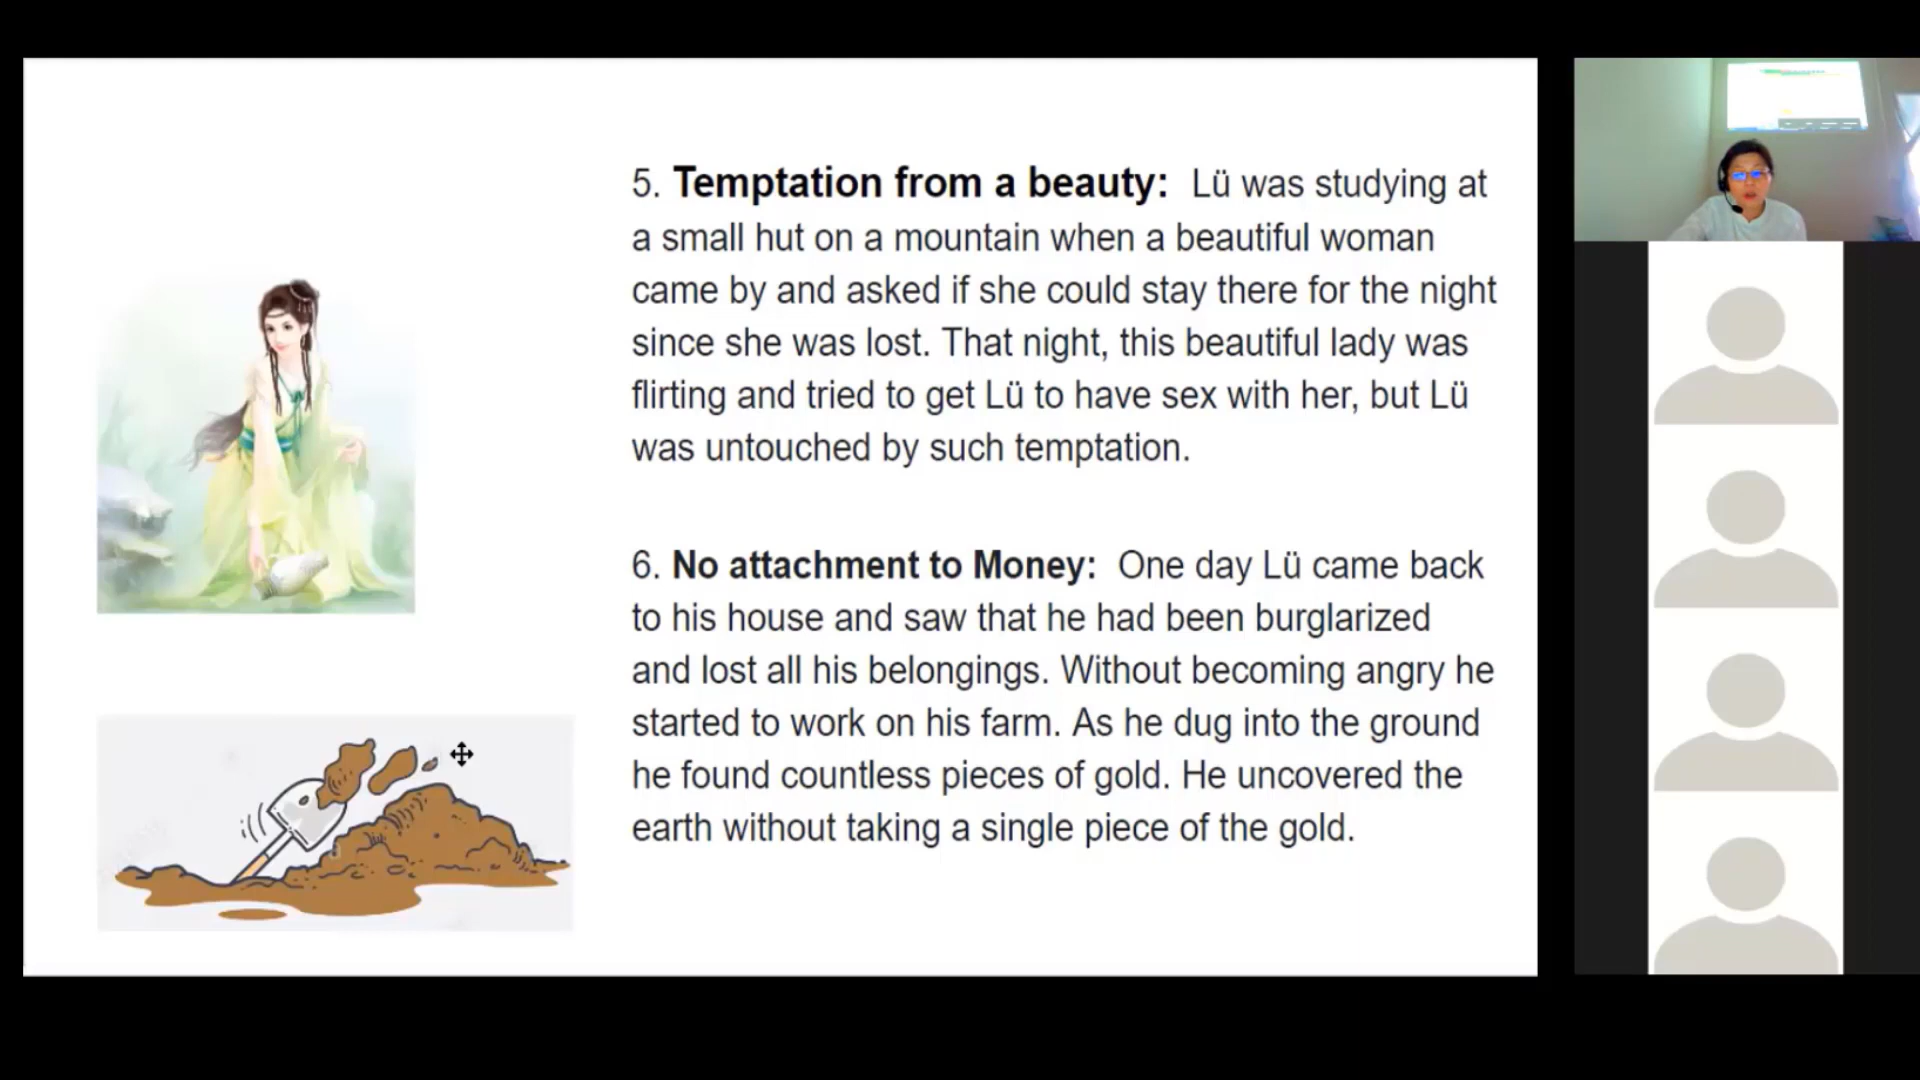 5. Temptation from a beauty: Lü was studying at
a small hut on a mountain when a beautiful woman
came by and asked if she could stay there for the night
since she was lost. That night, this beautiful lady was
flirting and tried to get Lü to have sex with her, but Lü
was untouched by such temptation.
6. No attachment to Money: One day Lü came back
to his house and saw that he had been burglarized
and lost all his belongings. Without becoming angry he
started to work on his farm. As he dug into the ground
he found countless pieces of gold. He uncovered the
earth without taking a single piece of the gold.